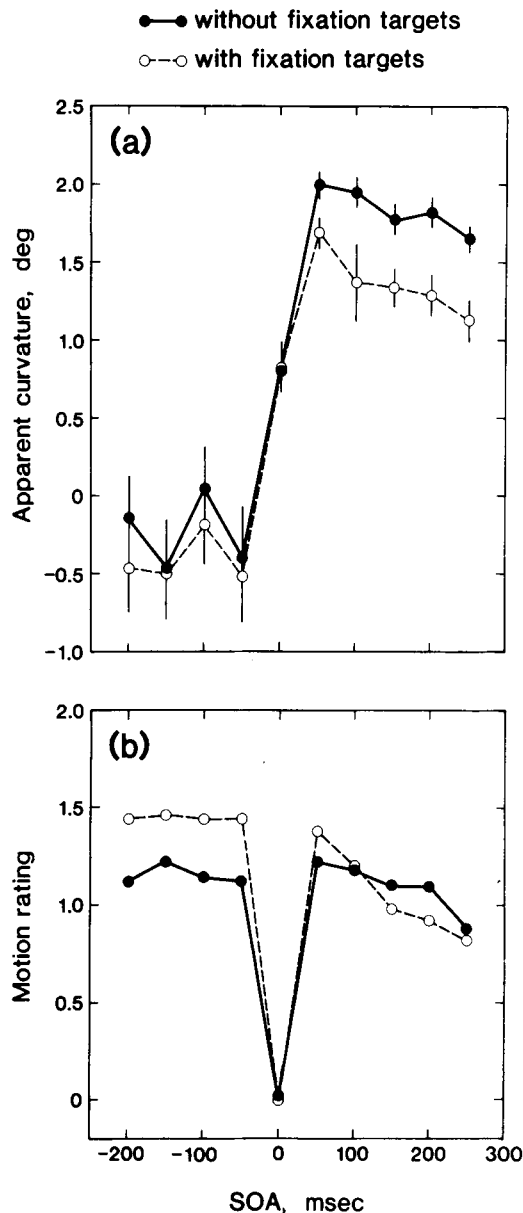 without fixation targets
with fixation targets
(a)
2.5
2.0
1.5
1.0
0.5
0
−0.5
−1.0
Apparent curvature, deg
(b)
2.0
1.5
1.0
0.5
0
Motion rating
−200 −100 0 100 200 300
SOA, msec